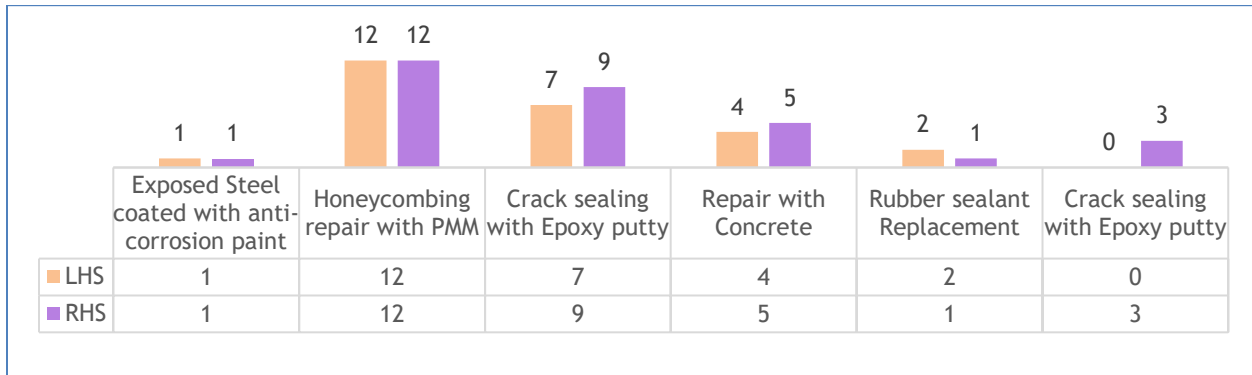 12 12
9
7
5
4
3
2
1 1
1
0
Exposed Steel coated with anti-corrosion paint
Honeycombing repair with PMM
Crack sealing with Epoxy putty
Repair with Concrete
Rubber sealant Replacement
Crack sealing with Epoxy putty
LHS 1 12 7 4 2 0
RHS 1 12 9 5 1 3